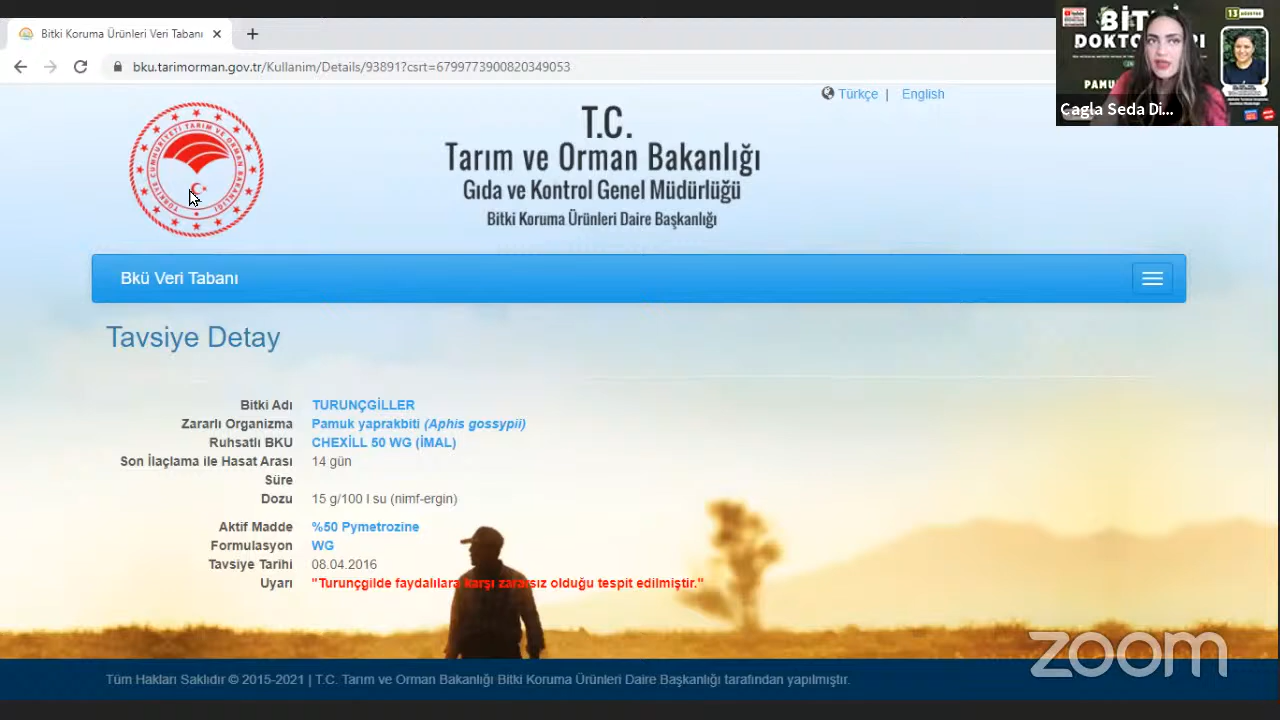 Bitki Koruma Ürünleri Veri Tabanı
bku.tarimorman.gov.tr/Kullanim/Details/93891?csrt=6799773900820349053
BİTKİ
13
PAMU
Cagla Seda Di...
Türkçe | English
T.C.
Tarım ve Orman Bakanlığı
Gıda ve Kontrol Genel Müdürlüğü
Bitki Koruma Ürünleri Daire Başkanlığı
Bkü Veri Tabanı
Tavsiye Detay
Bitki Adı TURUNÇGİLLER
Zararlı Organizma Pamuk yaprakbiti (Aphis gossypii)
Ruhsatlı BKU CHEXİLL 50 WG (İMAL)
Son İlaçlama ile Hasat Arası Süre 14 gün
Dozu 15 g/100 l su (nimf-ergin)
Aktif Madde %50 Pymetrozine
Formulasyon WG
Tavsiye Tarihi 08.04.2016
Uyarı "Turunçgilde faydalılara karşı zararsız olduğu tespit edilmiştir."
zoom
Tüm Hakları Saklıdır © 2015-2021 | T.C. Tarım ve Orman Bakanlığı Bitki Koruma Ürünleri Daire Başkanlığı tarafından yapılmıştır.